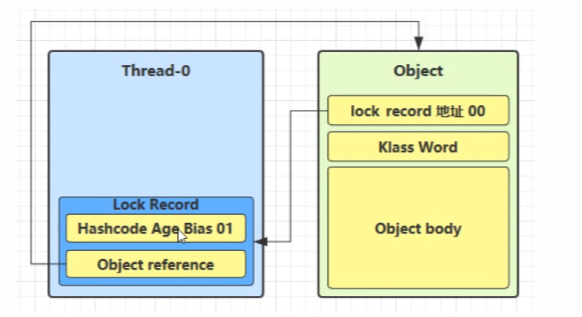 Thread-0
Lock Record
Hashcode Age Bias 01
Object reference
Object
lock record 地址 00
Klass Word
Object body